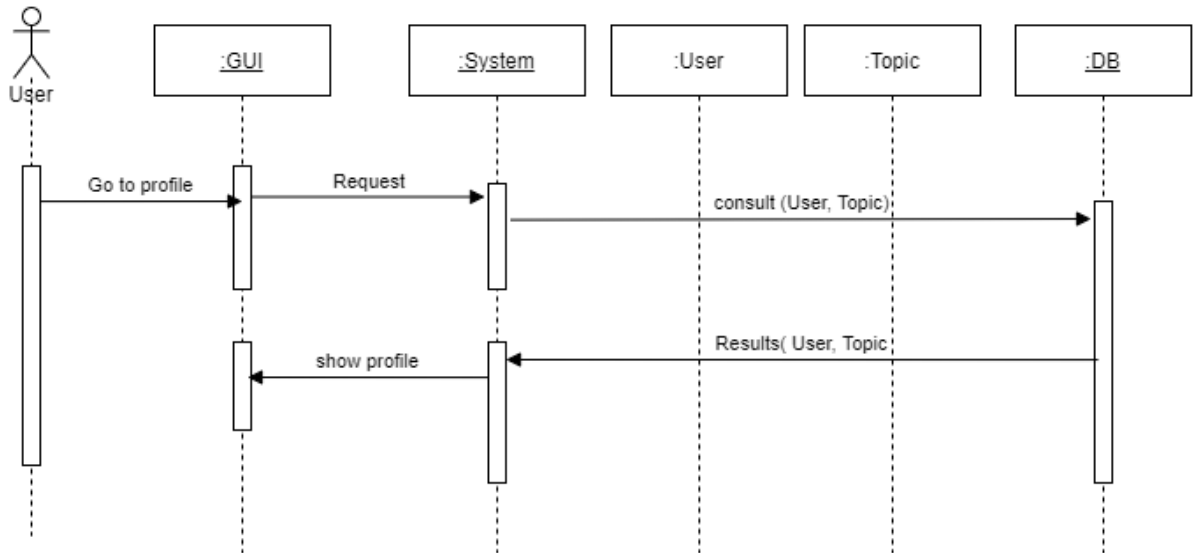 :GUI
:System
:User
:Topic
:DB
User
Go to profile
Request
consult (User, Topic)
Results( User, Topic
show profile